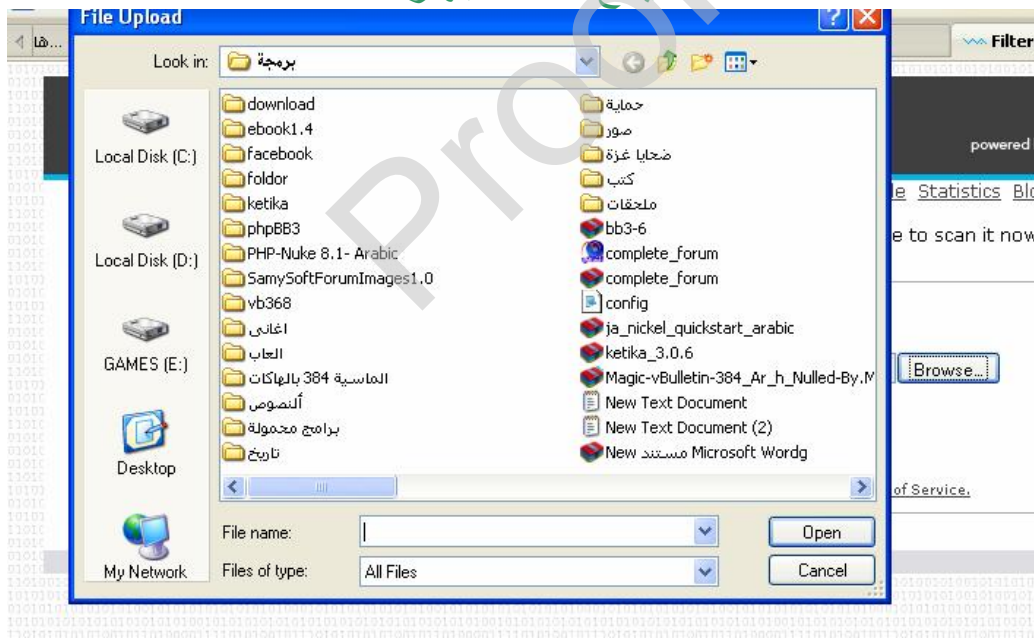 File Upload
ها...
Filter
Look in:
برمجة
powered
download
ebook1.4
facebook
foldor
ketika
phpBB3
PHP-Nuke 8.1- Arabic
SamySoftForumImages1.0
vb368
اغانى
العاب
الماسية 384 بالهاكات
ألنصوص
برامج محمولة
تاريخ
حماية
صور
ضحايا غزة
كتب
ملحقات
bb3-6
complete_forum
complete_forum
config
ja_nickel_quickstart_arabic
ketika_3.0.6
Magic-vBulletin-384_Ar_h_Nulled-By.M
New Text Document
New Text Document (2)
New مستند Microsoft Wordg
Local Disk (C:)
Local Disk (D:)
GAMES (E:)
Desktop
My Network
Statistics
to scan it now
Browse...
of Service.
File name:
Open
Files of type:
All Files
Cancel